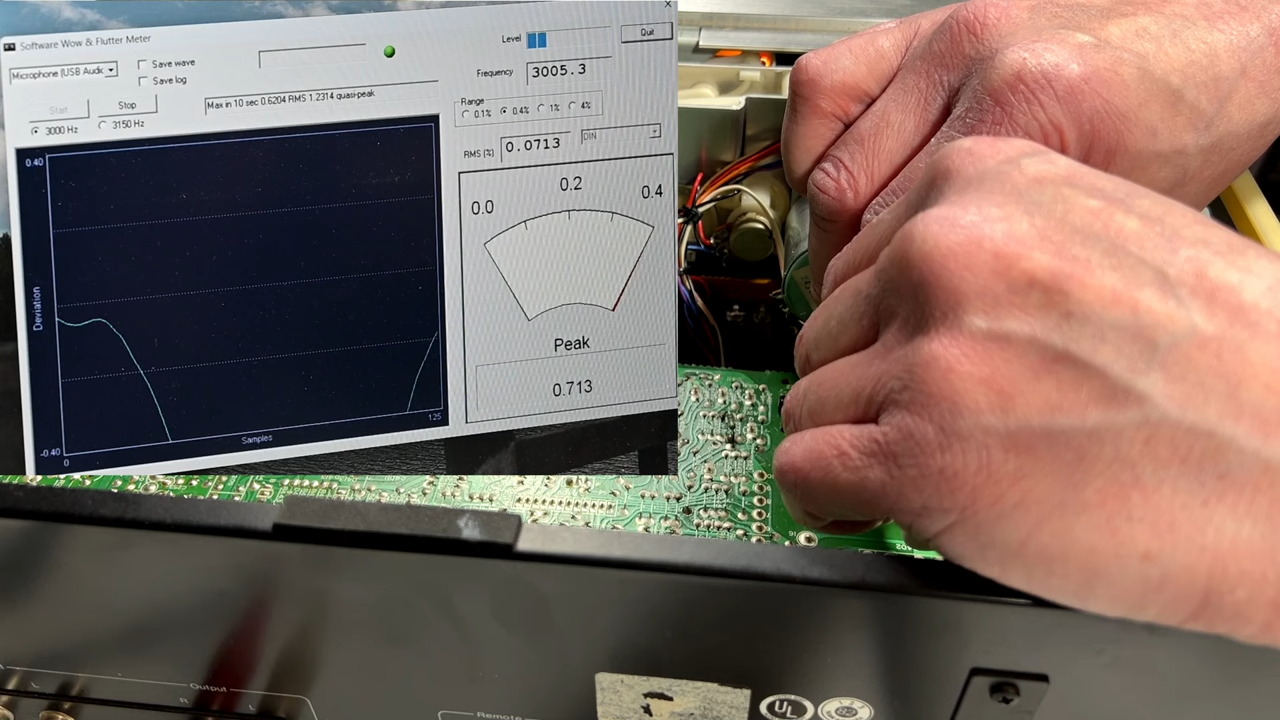 Software Wow & Flutter Meter
Microphone (USB Audic
Save wave
Save log
Level
Quit
Frequency
3005.3
Start
Stop
Max in 10 sec 0.6204 RMS 1.2314 quasi-peak
3000 Hz
3150 Hz
Range
0.1%
0.4%
1%
4%
RMS (%)
0.0713
DIN
0.40
Deviation
-0.40
0
Samples
125
0.0
0.2
0.4
Peak
0.713
Output
L
R
L
Remote
UL